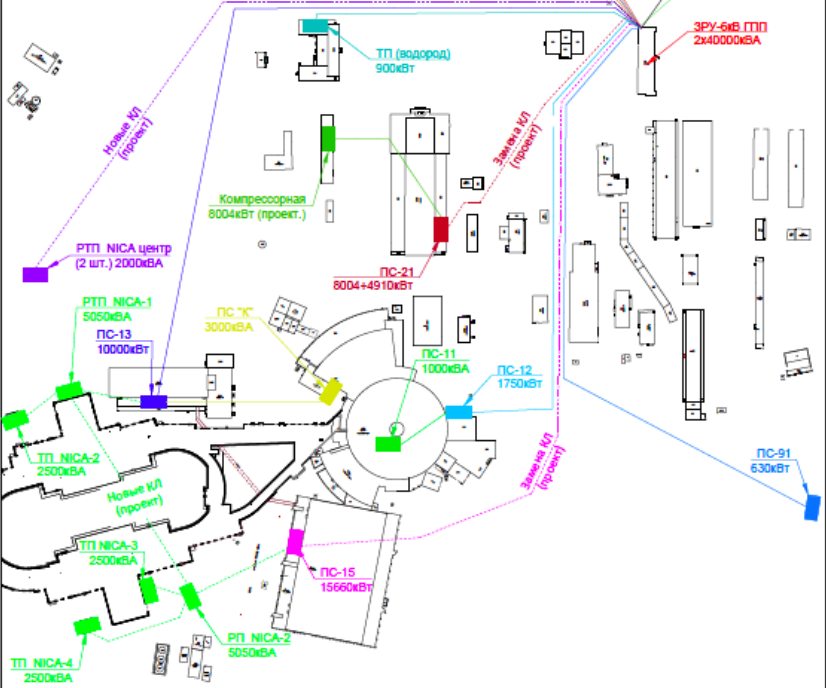 ЗРУ-6кВ ГПП
2x40000кВА
ТП (водород)
900кВт
Новые КЛ
(проект)
Замена КЛ
(проект)
Компрессорная
8004кВт (проект.)
РТП NICA центр
(2 шт.) 2000кВА
ПС-21
8004+4910кВт
РТП NICA-1
5050кВА
ПС "К"
3000кВА
ПС-13
10000кВт
ПС-11
1000кВА
ПС-12
1750кВт
ТП NICA-2
2500кВА
ПС-91
630кВт
Замена КЛ
(проект)
Новые КЛ
(проект)
ТП NICA-3
2500кВА
ПС-15
15660кВт
РП NICA-2
5050кВА
ТП NICA-4
2500кВА